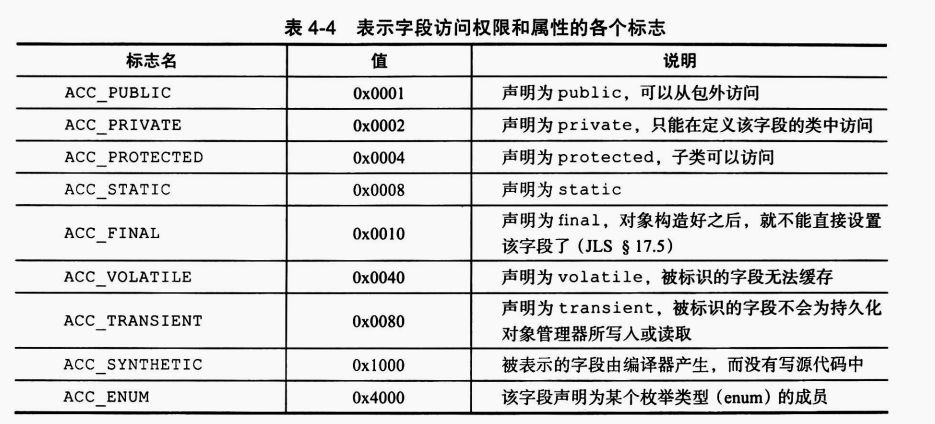 表 4-4 表示字段访问权限和属性的各个标志
标志名 值 说明
ACC_PUBLIC 0x0001 声明为 public，可以从包外访问
ACC_PRIVATE 0x0002 声明为 private，只能在定义该字段的类中访问
ACC_PROTECTED 0x0004 声明为 protected，子类可以访问
ACC_STATIC 0x0008 声明为 static
ACC_FINAL 0x0010 声明为 final，对象构造好之后，就不能直接设置
该字段了（JLS §17.5）
ACC_VOLATILE 0x0040 声明为 volatile，被标识的字段无法缓存
ACC_TRANSIENT 0x0080 声明为 transient，被标识的字段不会为持久化
对象管理器所写入或读取
ACC_SYNTHETIC 0x1000 被表示的字段由编译器产生，而没有写源代码中
ACC_ENUM 0x4000 该字段声明为某个枚举类型（enum）的成员